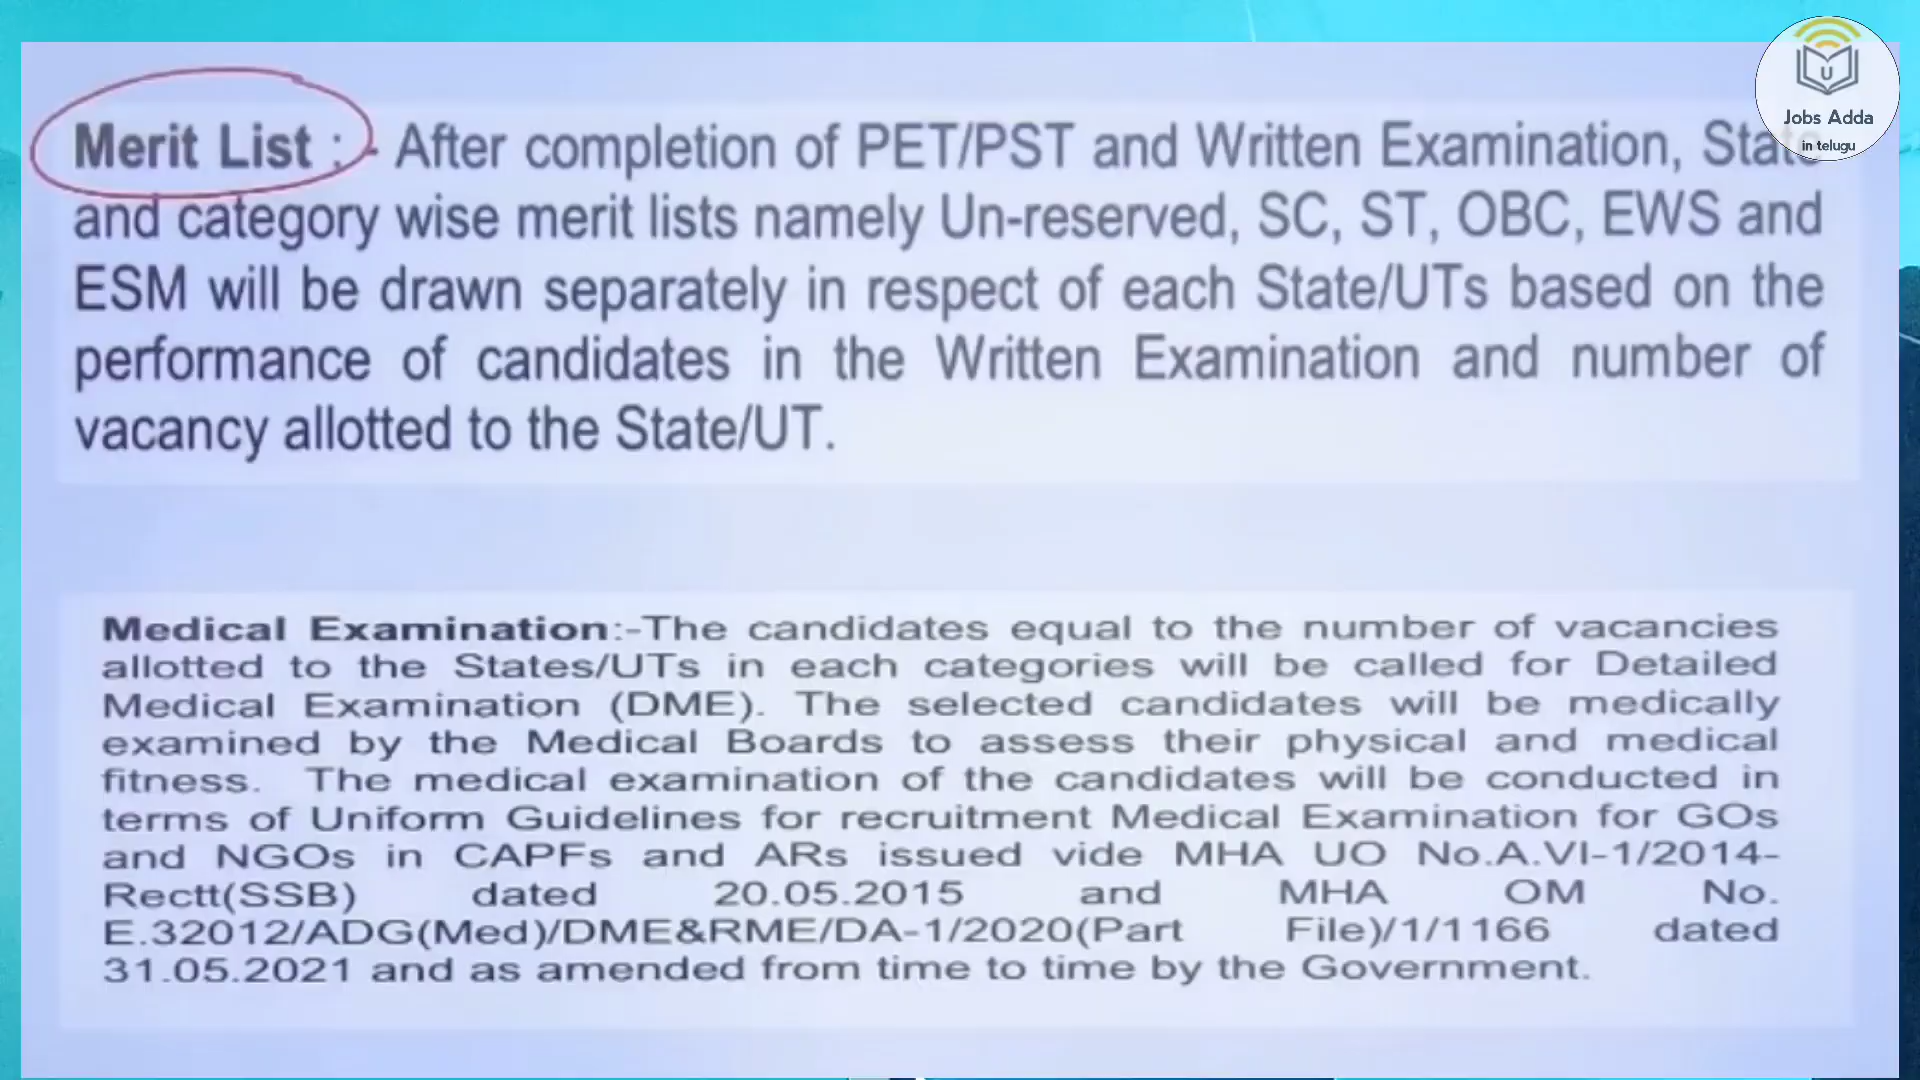 Jobs Adda
in telugu
Merit List :- After completion of PET/PST and Written Examination, State
and category wise merit lists namely Un-reserved, SC, ST, OBC, EWS and
ESM will be drawn separately in respect of each State/UTs based on the
performance of candidates in the Written Examination and number of
vacancy allotted to the State/UT.
Medical Examination:-The candidates equal to the number of vacancies
allotted to the States/UTs in each categories will be called for Detailed
Medical Examination (DME). The selected candidates will be medically
examined by the Medical Boards to assess their physical and medical
fitness. The medical examination of the candidates will be conducted in
terms of Uniform Guidelines for recruitment Medical Examination for GOs
and NGOs in CAPFs and ARs issued vide MHA UO No.A.VI-1/2014-
Rectt(SSB) dated 20.05.2015 and MHA OM No.
E.32012/ADG(Med)/DME&RME/DA-1/2020(Part File)/1/1166 dated
31.05.2021 and as amended from time to time by the Government.